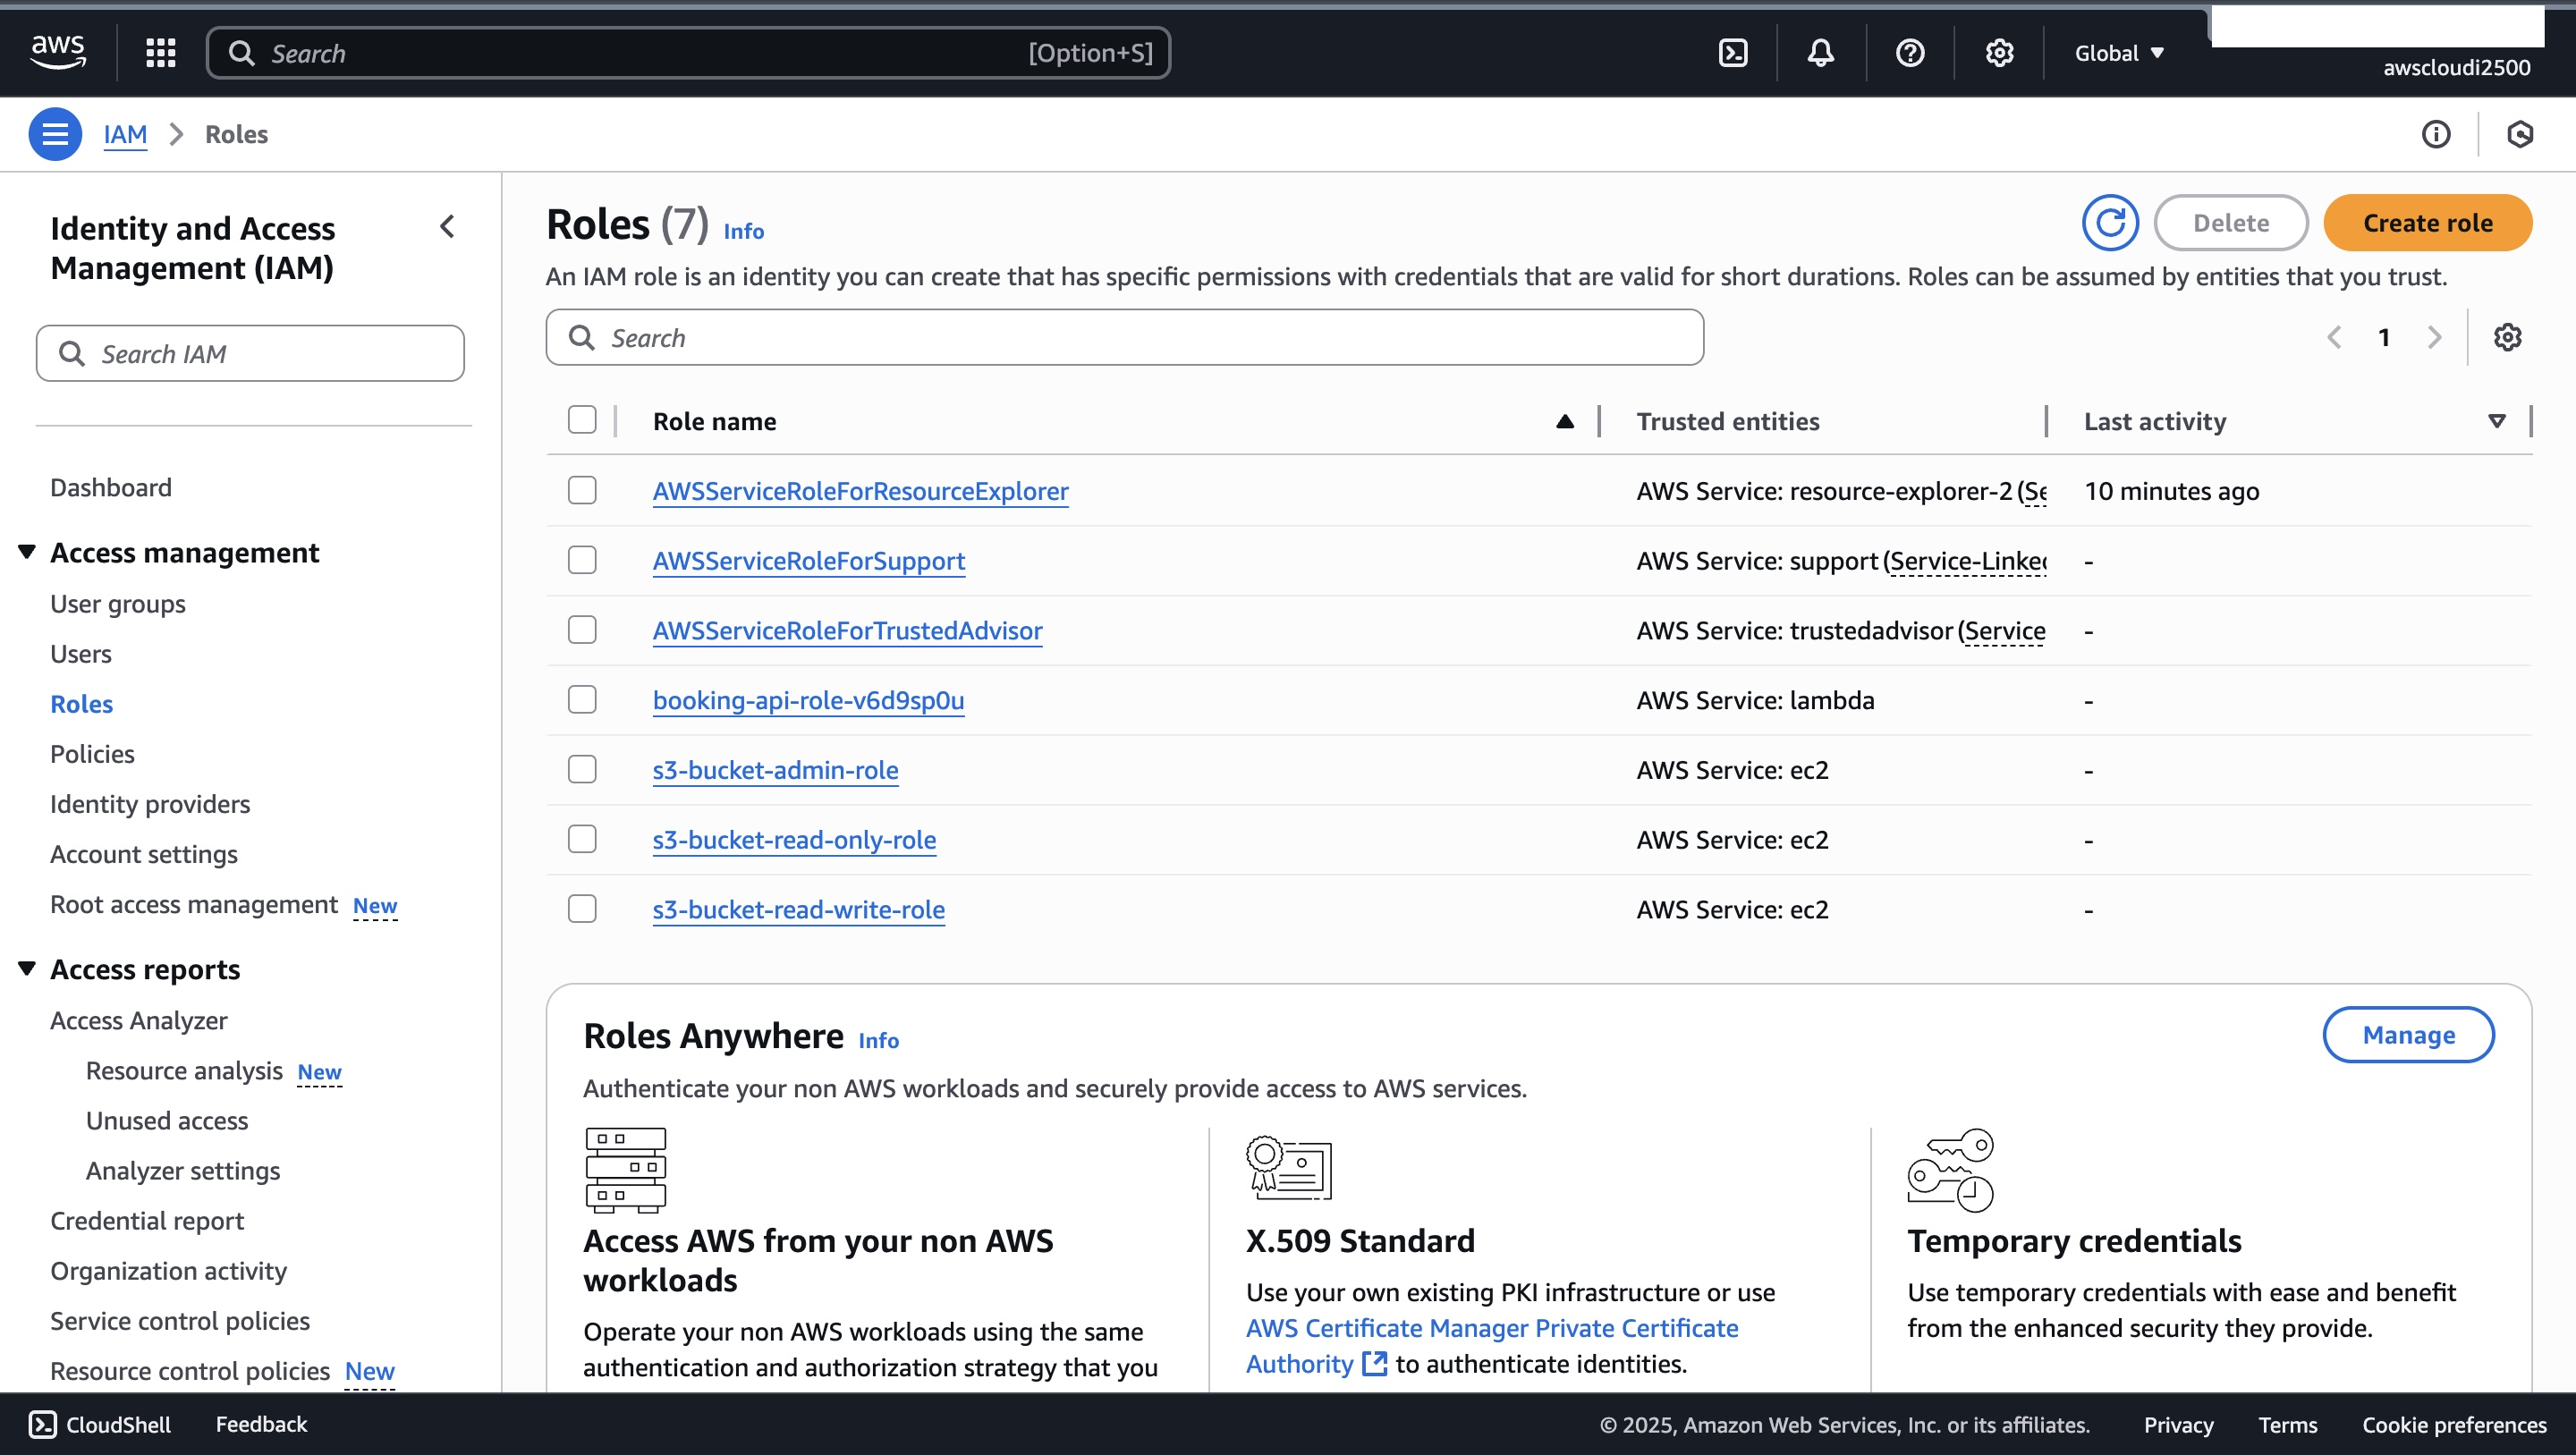 aws
Search [Option+S]
Global
awscloudi2500
IAM > Roles
Identity and Access
Management (IAM)
Search IAM
Dashboard
Access management
User groups
Users
Roles
Policies
Identity providers
Account settings
Root access management New
Access reports
Access Analyzer
Resource analysis New
Unused access
Analyzer settings
Credential report
Organization activity
Service control policies
Resource control policies New
Roles (7) Info
Delete
Create role
An IAM role is an identity you can create that has specific permissions with credentials that are valid for short durations. Roles can be assumed by entities that you trust.
Search
1
Role name Trusted entities Last activity
AWSServiceRoleForResourceExplorer AWS Service: resource-explorer-2 (Se 10 minutes ago
AWSServiceRoleForSupport AWS Service: support (Service-Linked -
AWSServiceRoleForTrustedAdvisor AWS Service: trustedadvisor (Service -
booking-api-role-v6d9sp0u AWS Service: lambda -
s3-bucket-admin-role AWS Service: ec2 -
s3-bucket-read-only-role AWS Service: ec2 -
s3-bucket-read-write-role AWS Service: ec2 -
Roles Anywhere Info
Manage
Authenticate your non AWS workloads and securely provide access to AWS services.
Access AWS from your non AWS
workloads
Operate your non AWS workloads using the same
authentication and authorization strategy that you
X.509 Standard
Use your own existing PKI infrastructure or use
AWS Certificate Manager Private Certificate
Authority to authenticate identities.
Temporary credentials
Use temporary credentials with ease and benefit
from the enhanced security they provide.
CloudShell Feedback
© 2025, Amazon Web Services, Inc. or its affiliates. Privacy Terms Cookie preferences